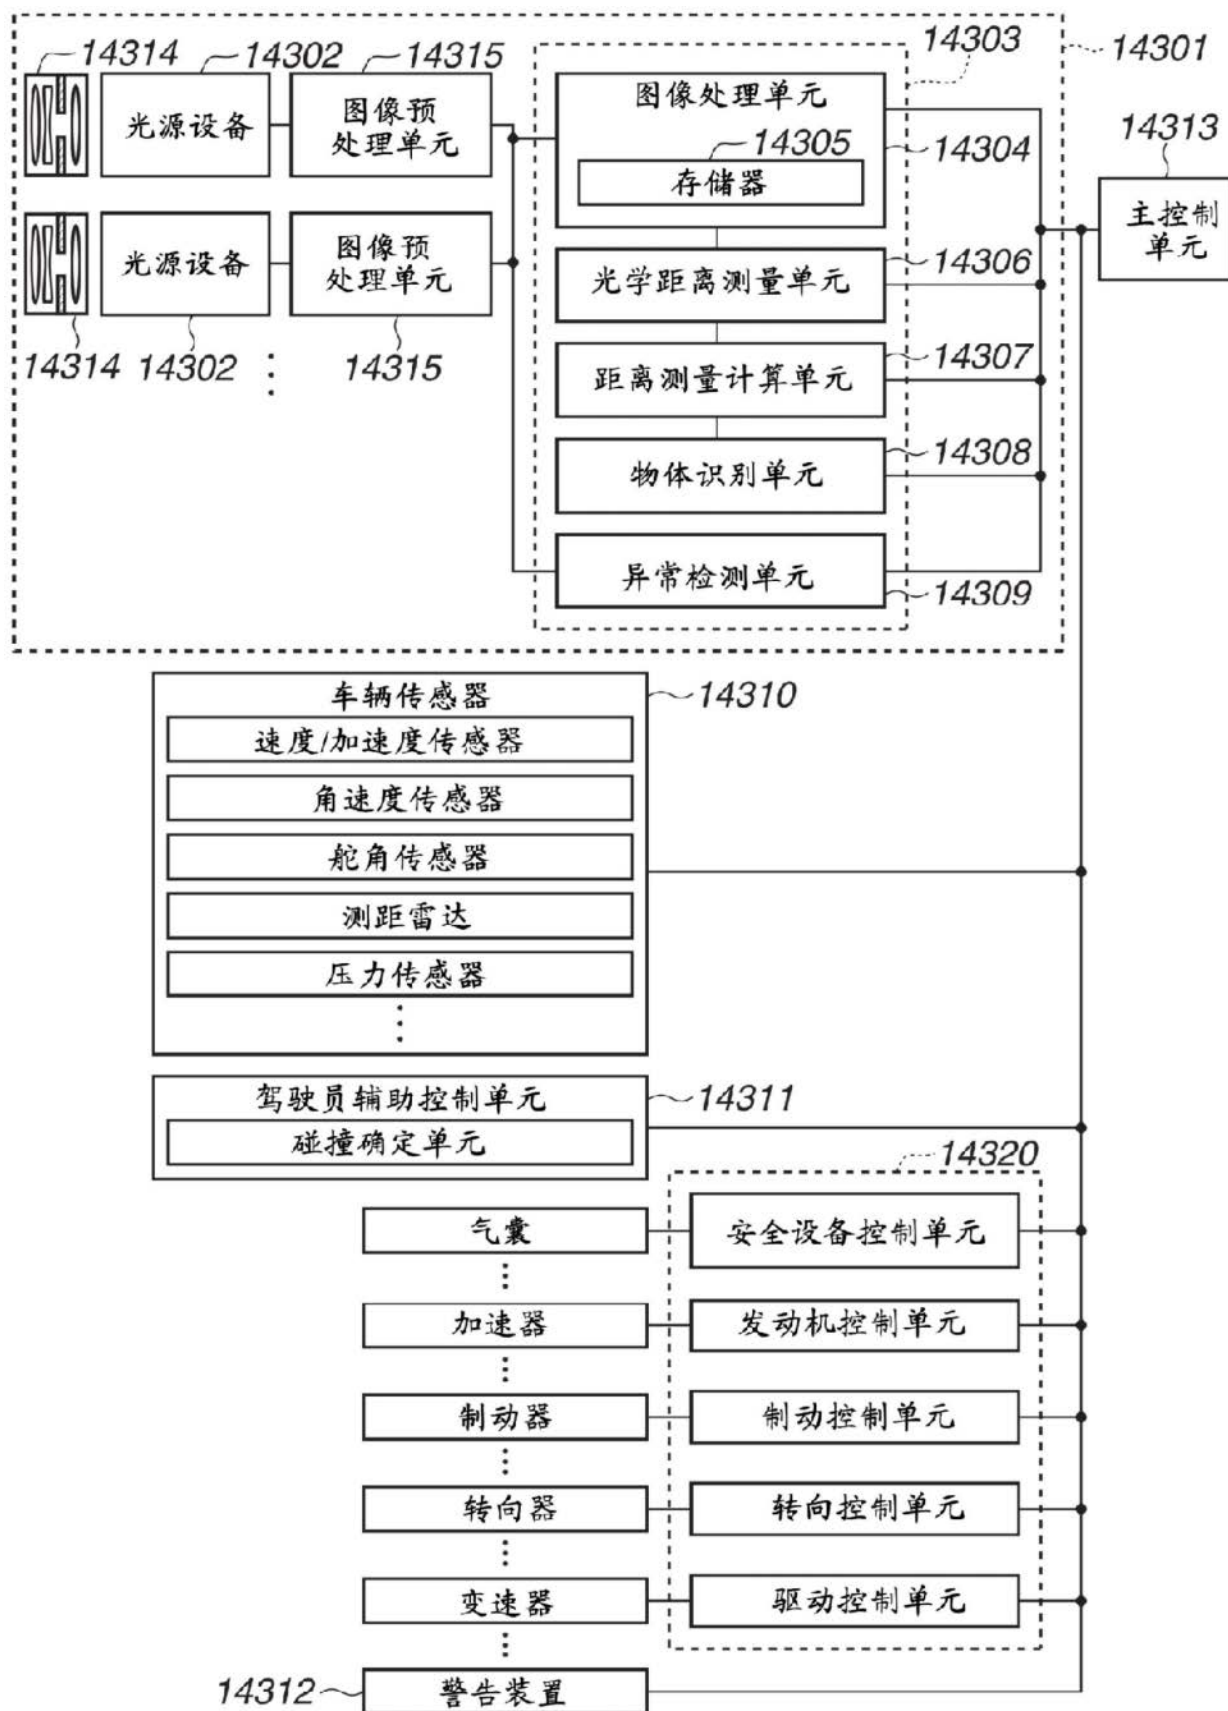 14314
14302
14315
14303
14301
光源设备
图像预
处理单元
图像处理单元
14305
存储器
14304
14313
主控制
单元
光源设备
图像预
处理单元
14314
14302
14315
光学距离测量单元
14306
距离测量计算单元
14307
物体识别单元
14308
异常检测单元
14309
车辆传感器
14310
速度/加速度传感器
角速度传感器
舵角传感器
测距雷达
压力传感器
驾驶员辅助控制单元
14311
碰撞确定单元
14320
气囊
安全设备控制单元
加速器
发动机控制单元
制动器
制动控制单元
转向器
转向控制单元
变速器
驱动控制单元
14312
警告装置